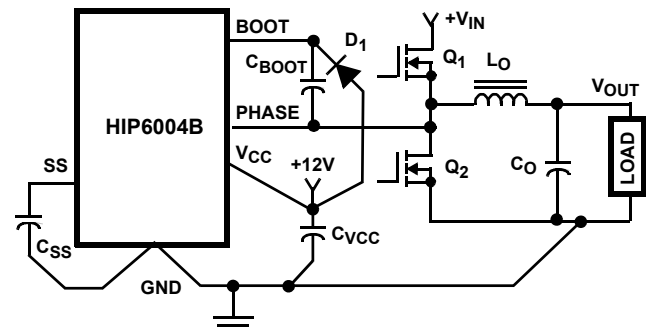 BOOT
D1
+VIN
CBOOT
Q1
LO
VOUT
HIP6004B
PHASE
VCC
+12V
SS
Q2
CO
LOAD
CSS
CVCC
GND